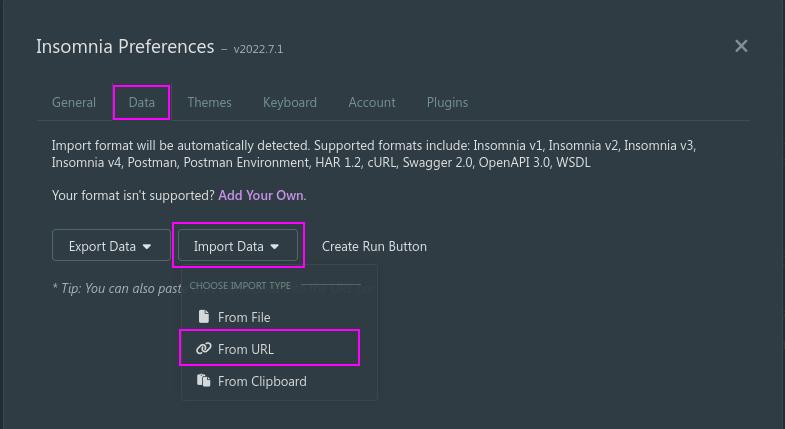 Insomnia Preferences – v2022.7.1
General Data Themes Keyboard Account Plugins
Import format will be automatically detected. Supported formats include: Insomnia v1, Insomnia v2, Insomnia v3,
Insomnia v4, Postman, Postman Environment, HAR 1.2, cURL, Swagger 2.0, OpenAPI 3.0, WSDL
Your format isn't supported? Add Your Own.
Export Data Import Data Create Run Button
* Tip: You can also paste
CHOOSE IMPORT TYPE
From File
From URL
From Clipboard